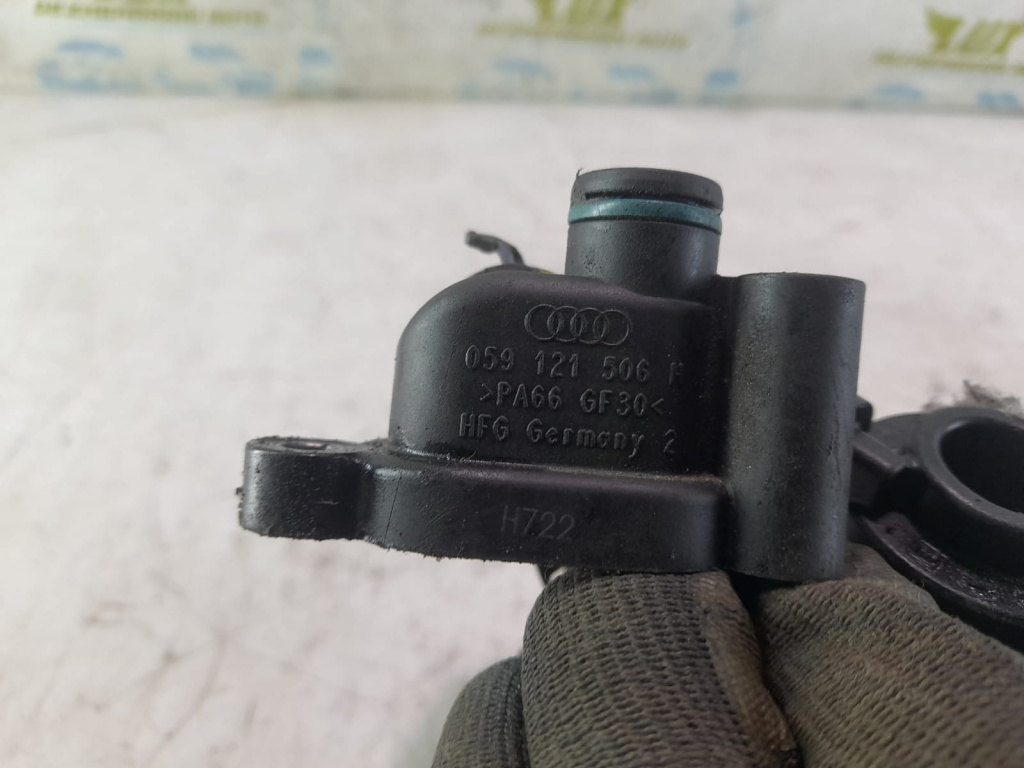 059 121 506 H
>PA66 GF30<
HFG Germany 2
H722